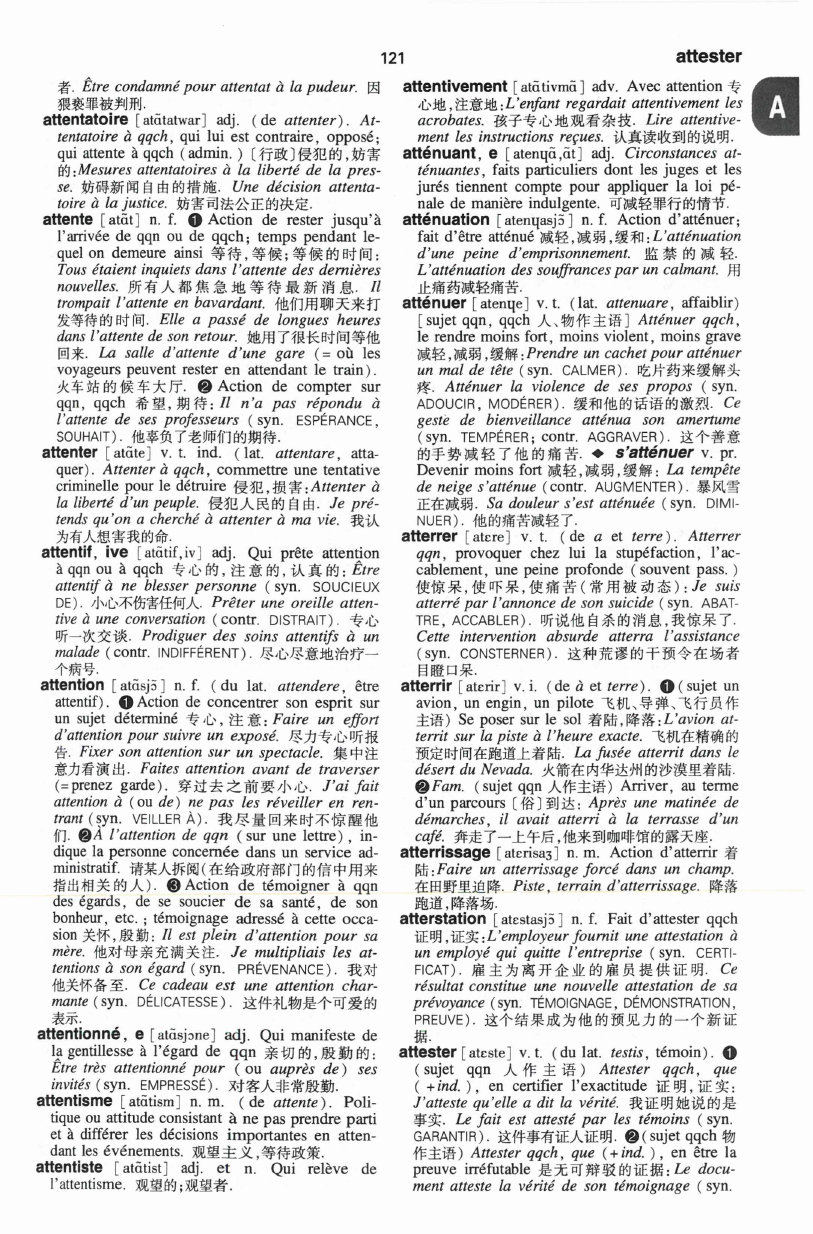 121
attester
A
者. Être condamné pour attentat à la pudeur. 因
猥亵罪被判刑.
attentatoire [atɑ̃tatwar] adj. (de attenter). At-
tentatoire à qqch, qui lui est contraire, opposé;
qui attente à qqch (admin.) [行政]侵犯的,妨害
的:Mesures attentatoires à la liberté de la pres-
se. 妨碍新闻自由的措施. Une décision attenta-
toire à la justice. 妨害司法公正的决定.
attente [atɑ̃t] n. f. ❶ Action de rester jusqu'à
l'arrivée de qqn ou de qqch; temps pendant le-
quel on demeure ainsi 等待,等候;等候的时间:
Tous étaient inquiets dans l'attente des dernières
nouvelles. 所有人都焦急地等待最新消息. Il
trompait l'attente en bavardant. 他们用聊天来打
发等待的时间. Elle a passé de longues heures
dans l'attente de son retour. 她用了很长时间等他
回来. La salle d'attente d'une gare (= où les
voyageurs peuvent rester en attendant le train).
火车站的候车大厅. ❷ Action de compter sur
qqn, qqch 希望,期待: Il n'a pas répondu à
l'attente de ses professeurs (syn. ESPÉRANCE,
SOUHAIT). 他辜负了老师们的期待.
attenter [atɑ̃te] v. t. ind. (lat. attentare, atta-
quer). Attenter à qqch, commettre une tentative
criminelle pour le détruire 侵犯,损害:Attenter à
la liberté d'un peuple. 侵犯人民的自由. Je pré-
tends qu'on a cherché à attenter à ma vie. 我认
为有人想害我的命.
attentif, ive [atɑ̃tif,iv] adj. Qui prête attention
à qqn ou à qqch 专心的,注意的,认真的: Être
attentif à ne blesser personne (syn. SOUCIEUX
DE). 小心不伤害任何人. Prêter une oreille atten-
tive à une conversation (contr. DISTRAIT). 专心
听一次交谈. Prodiguer des soins attentifs à un
malade (contr. INDIFFÉRENT). 尽心尽意地治疗一
个病号.
attention [atɑ̃sjɔ̃] n. f. (du lat. attendere, être
attentif). ❶ Action de concentrer son esprit sur
un sujet déterminé 专心,注意: Faire un effort
d'attention pour suivre un exposé. 尽力专心听报
告. Fixer son attention sur un spectacle. 集中注
意力看演出. Faites attention avant de traverser
(=prenez garde). 穿过去之前要小心. J'ai fait
attention à (ou de) ne pas les réveiller en ren-
trant (syn. VEILLER À). 我尽量回来时不惊醒他
们. ❷À l'attention de qqn (sur une lettre), in-
dique la personne concernée dans un service ad-
ministratif. 请某人拆阅(在给政府部门的信中用来
指出相关的人). ❸ Action de témoigner à qqn
des égards, de se soucier de sa santé, de son
bonheur, etc.; témoignage adressé à cette occa-
sion 关怀,殷勤: Il est plein d'attention pour sa
mère. 他对母亲充满关注. Je multipliais les at-
tentions à son égard (syn. PRÉVENANCE). 我对
他关怀备至. Ce cadeau est une attention char-
mante (syn. DÉLICATESSE). 这件礼物是个可爱的
表示.
attentionné, e [atɑ̃sjɔne] adj. Qui manifeste de
la gentillesse à l'égard de qqn 亲切的,殷勤的:
Être très attentionné pour (ou auprès de) ses
invités (syn. EMPRESSÉ). 对客人非常殷勤.
attentisme [atɑ̃tism] n. m. (de attente). Poli-
tique ou attitude consistant à ne pas prendre parti
et à différer les décisions importantes en atten-
dant les événements. 观望主义,等待政策.
attentiste [atɑ̃tist] adj. et n. Qui relève de
l'attentisme. 观望的;观望者.
attentivement [atɑ̃tivmɑ̃] adv. Avec attention 专
心地,注意地:L'enfant regardait attentivement les
acrobates. 孩子专心地观看杂技. Lire attentive-
ment les instructions reçues. 认真读收到的说明.
atténuant, e [atenɥɑ̃,ɑ̃t] adj. Circonstances at-
ténuantes, faits particuliers dont les juges et les
jurés tiennent compte pour appliquer la loi pé-
nale de manière indulgente. 可减轻罪行的情节.
atténuation [atenɥasjɔ̃] n. f. Action d'atténuer;
fait d'être atténué 减轻,减弱,缓和:L'atténuation
d'une peine d'emprisonnement. 监禁的减轻.
L'atténuation des souffrances par un calmant. 用
止痛药减轻痛苦.
atténuer [atenɥe] v. t. (lat. attenuare, affaiblir)
[sujet qqn, qqch 人、物作主语] Atténuer qqch,
le rendre moins fort, moins violent, moins grave
减轻,减弱,缓解:Prendre un cachet pour atténuer
un mal de tête (syn. CALMER). 吃片药来缓解头
疼. Atténuer la violence de ses propos (syn.
ADOUCIR, MODÉRER). 缓和他的话语的激烈. Ce
geste de bienveillance atténua son amertume
(syn. TEMPÉRER; contr. AGGRAVER). 这个善意
的手势减轻了他的痛苦. ◆ s'atténuer v. pr.
Devenir moins fort 减轻,减弱,缓解: La tempête
de neige s'atténue (contr. AUGMENTER). 暴风雪
正在减弱. Sa douleur s'est atténuée (syn. DIMI-
NUER). 他的痛苦减轻了.
atterrer [atɛre] v. t. (de a et terre). Atterrer
qqn, provoquer chez lui la stupéfaction, l'ac-
cablement, une peine profonde (souvent pass.)
使惊呆,使吓呆,使痛苦(常用被动态): Je suis
atterré par l'annonce de son suicide (syn. ABAT-
TRE, ACCABLER). 听说他自杀的消息,我惊呆了.
Cette intervention absurde atterra l'assistance
(syn. CONSTERNER). 这种荒谬的干预令在场者
目瞪口呆.
atterrir [atɛrir] v. i. (de à et terre). ❶ (sujet un
avion, un engin, un pilote 飞机、导弹、飞行员作
主语) Se poser sur le sol 着陆,降落:L'avion at-
territ sur la piste à l'heure exacte. 飞机在精确的
预定时间在跑道上着陆. La fusée atterrit dans le
désert du Nevada. 火箭在内华达州的沙漠里着陆.
❷Fam. (sujet qqn 人作主语) Arriver, au terme
d'un parcours [俗]到达: Après une matinée de
démarches, il avait atterri à la terrasse d'un
café. 奔走了一上午后,他来到咖啡馆的露天座.
atterrissage [atɛrisaʒ] n. m. Action d'atterrir 着
陆:Faire un atterrissage forcé dans un champ.
在田野里迫降. Piste, terrain d'atterrissage. 降落
跑道,降落场.
atterstation [atɛstasjɔ̃] n. f. Fait d'attester qqch
证明,证实:L'employeur fournit une attestation à
un employé qui quitte l'entreprise (syn. CERTI-
FICAT). 雇主为离开企业的雇员提供证明. Ce
résultat constitue une nouvelle attestation de sa
prévoyance (syn. TÉMOIGNAGE, DÉMONSTRATION,
PREUVE). 这个结果成为他的预见力的一个新证
据.
attester [atɛste] v. t. (du lat. testis, témoin). ❶
(sujet qqn 人作主语) Attester qqch, que
(+ind.), en certifier l'exactitude 证明,证实:
J'atteste qu'elle a dit la vérité. 我证明她说的是
事实. Le fait est attesté par les témoins (syn.
GARANTIR). 这件事有证人证明. ❷(sujet qqch 物
作主语) Attester qqch, que (+ind.), en être la
preuve irréfutable 是无可辩驳的证据: Le docu-
ment atteste la vérité de son témoignage (syn.